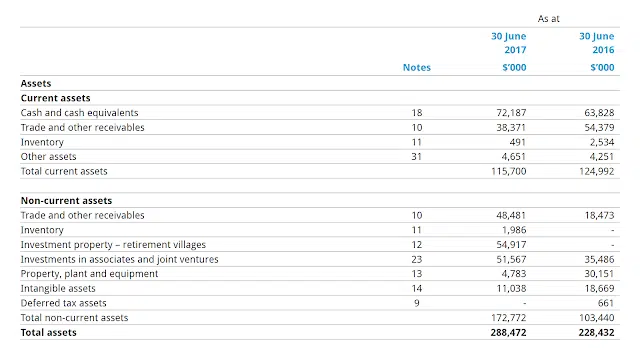 As at
30 June 30 June
2017 2016
Notes $'000 $'000
Assets
Current assets
Cash and cash equivalents 18 72,187 63,828
Trade and other receivables 10 38,371 54,379
Inventory 11 491 2,534
Other assets 31 4,651 4,251
Total current assets 115,700 124,992
Non-current assets
Trade and other receivables 10 48,481 18,473
Inventory 11 1,986 -
Investment property – retirement villages 12 54,917 -
Investments in associates and joint ventures 23 51,567 35,486
Property, plant and equipment 13 4,783 30,151
Intangible assets 14 11,038 18,669
Deferred tax assets 9 - 661
Total non-current assets 172,772 103,440
Total assets 288,472 228,432